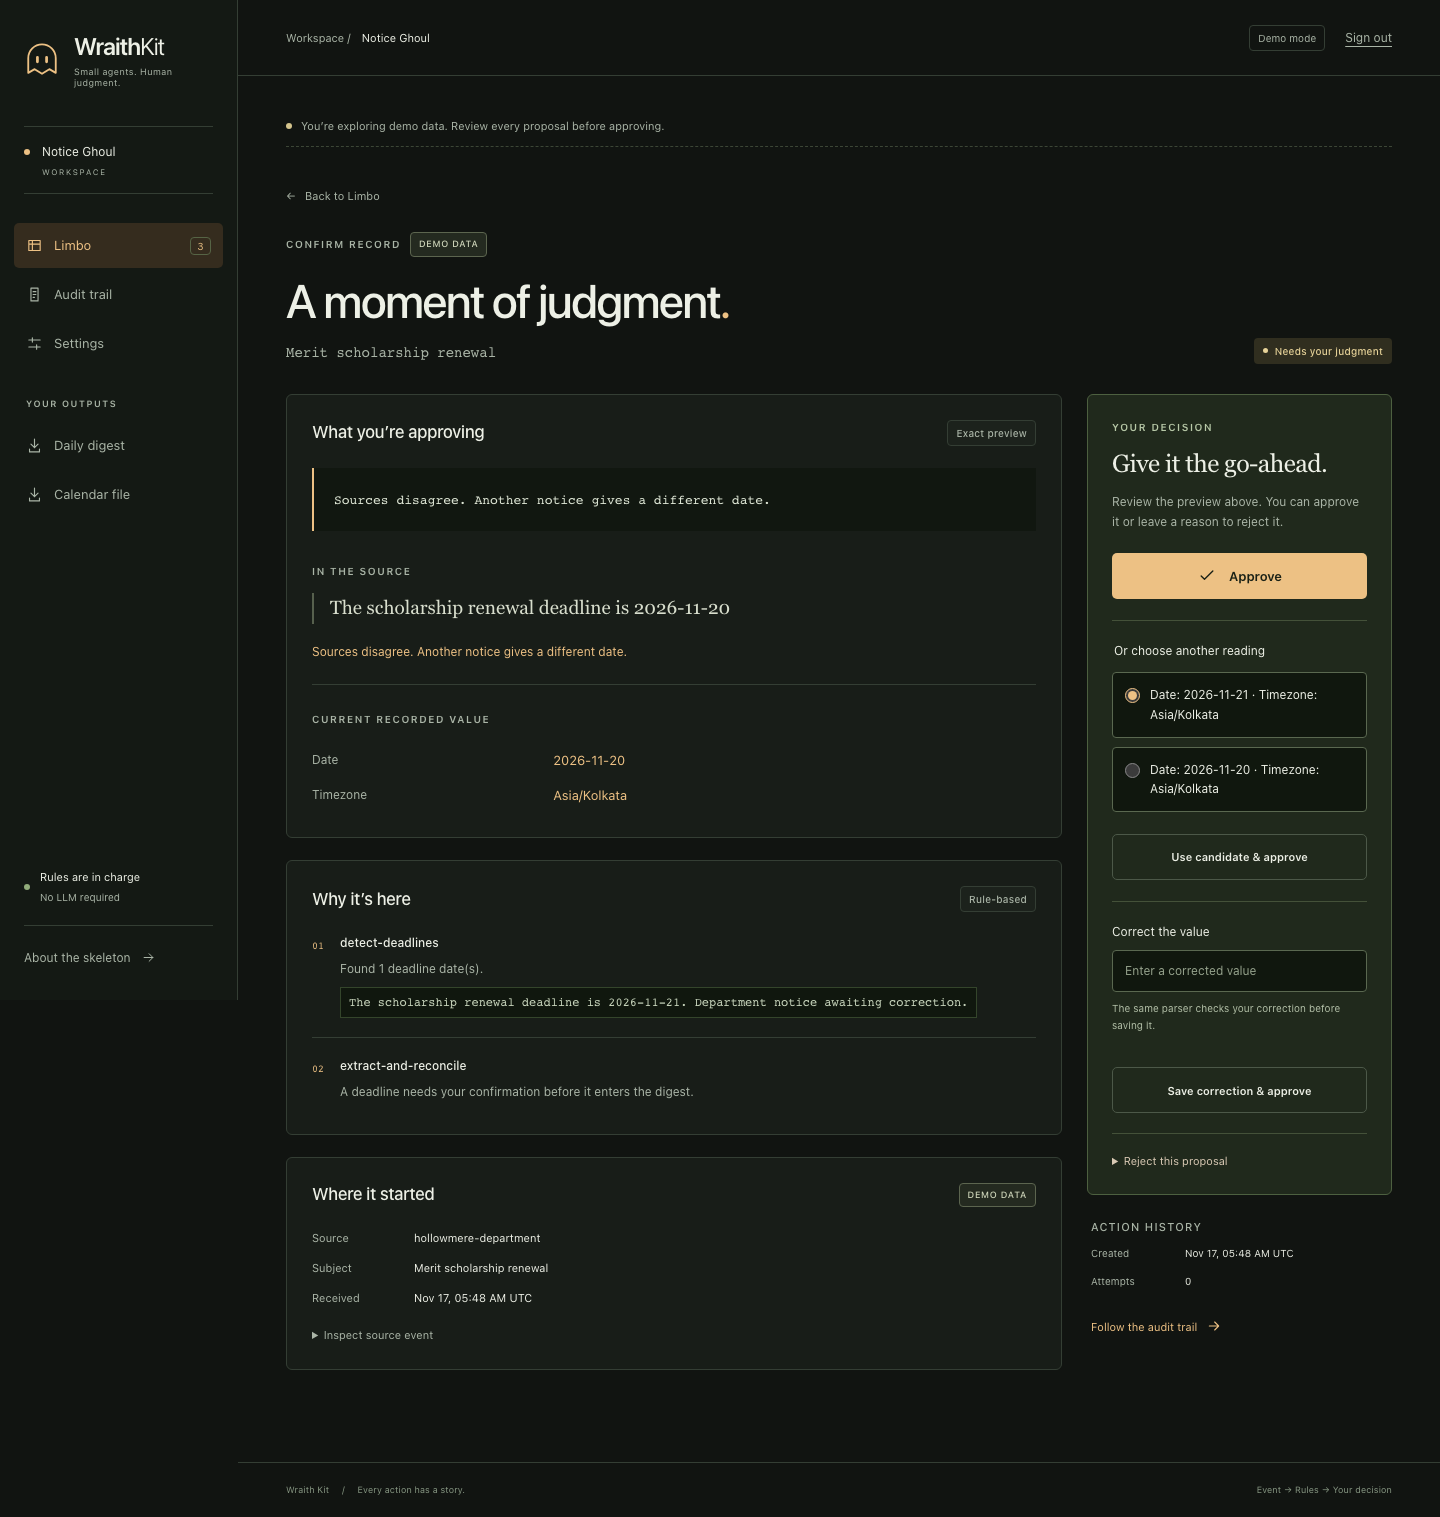 WraithKit
Small agents. Human
judgment.
Notice Ghoul
WORKSPACE
Limbo
3
Audit trail
Settings
YOUR OUTPUTS
Daily digest
Calendar file
Rules are in charge
No LLM required
About the skeleton →
Workspace / Notice Ghoul
Demo mode
Sign out
You’re exploring demo data. Review every proposal before approving.
← Back to Limbo
CONFIRM RECORD
DEMO DATA
A moment of judgment.
Merit scholarship renewal
Needs your judgment
What you’re approving
Exact preview
Sources disagree. Another notice gives a different date.
IN THE SOURCE
The scholarship renewal deadline is 2026-11-20
Sources disagree. Another notice gives a different date.
CURRENT RECORDED VALUE
Date 2026-11-20
Timezone Asia/Kolkata
Why it’s here
Rule-based
01 detect-deadlines
Found 1 deadline date(s).
The scholarship renewal deadline is 2026-11-21. Department notice awaiting correction.
02 extract-and-reconcile
A deadline needs your confirmation before it enters the digest.
Where it started
DEMO DATA
Source hollowmere-department
Subject Merit scholarship renewal
Received Nov 17, 05:48 AM UTC
Inspect source event
YOUR DECISION
Give it the go-ahead.
Review the preview above. You can approve
it or leave a reason to reject it.
Approve
Or choose another reading
Date: 2026-11-21 · Timezone:
Asia/Kolkata
Date: 2026-11-20 · Timezone:
Asia/Kolkata
Use candidate & approve
Correct the value
Enter a corrected value
The same parser checks your correction before
saving it.
Save correction & approve
Reject this proposal
ACTION HISTORY
Created Nov 17, 05:48 AM UTC
Attempts 0
Follow the audit trail →
Wraith Kit / Every action has a story.
Event → Rules → Your decision